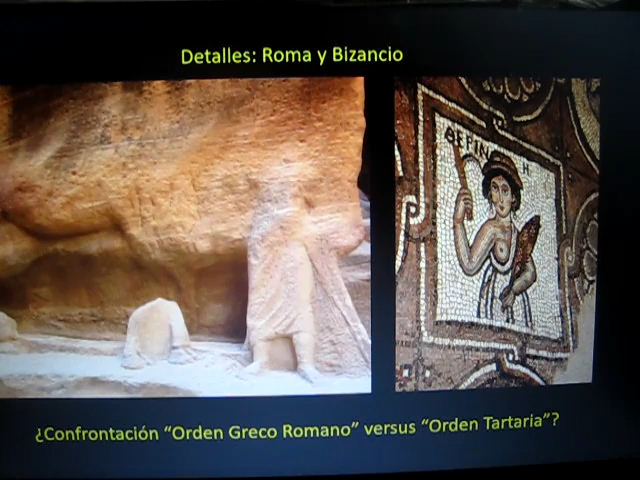 Detalles: Roma y Bizancio
ΘΕΡΙΝΗ
¿Confrontación “Orden Greco Romano” versus “Orden Tartaria”?